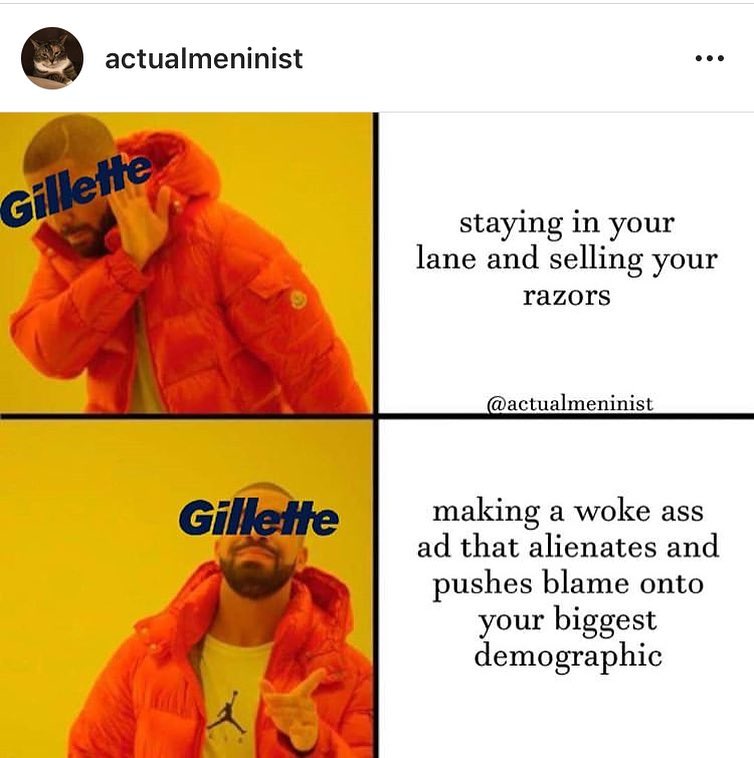 actualmeninist
Gillette
staying in your
lane and selling your
razors
@actualmeninist
Gillette
making a woke ass
ad that alienates and
pushes blame onto
your biggest
demographic